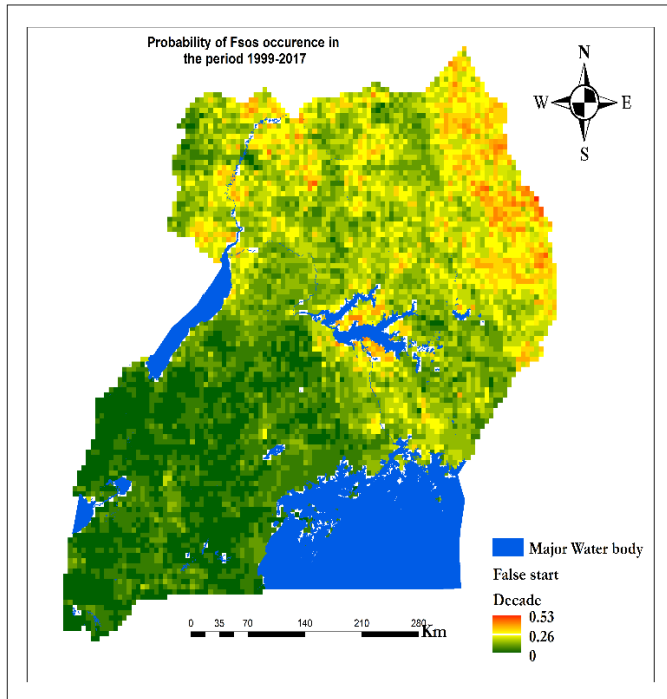 Probability of Fsos occurence in
the period 1999-2017
N
W E
S
Major Water body
False start
Decade
0.53
0.26
0
0 35 70 140 210 280
Km